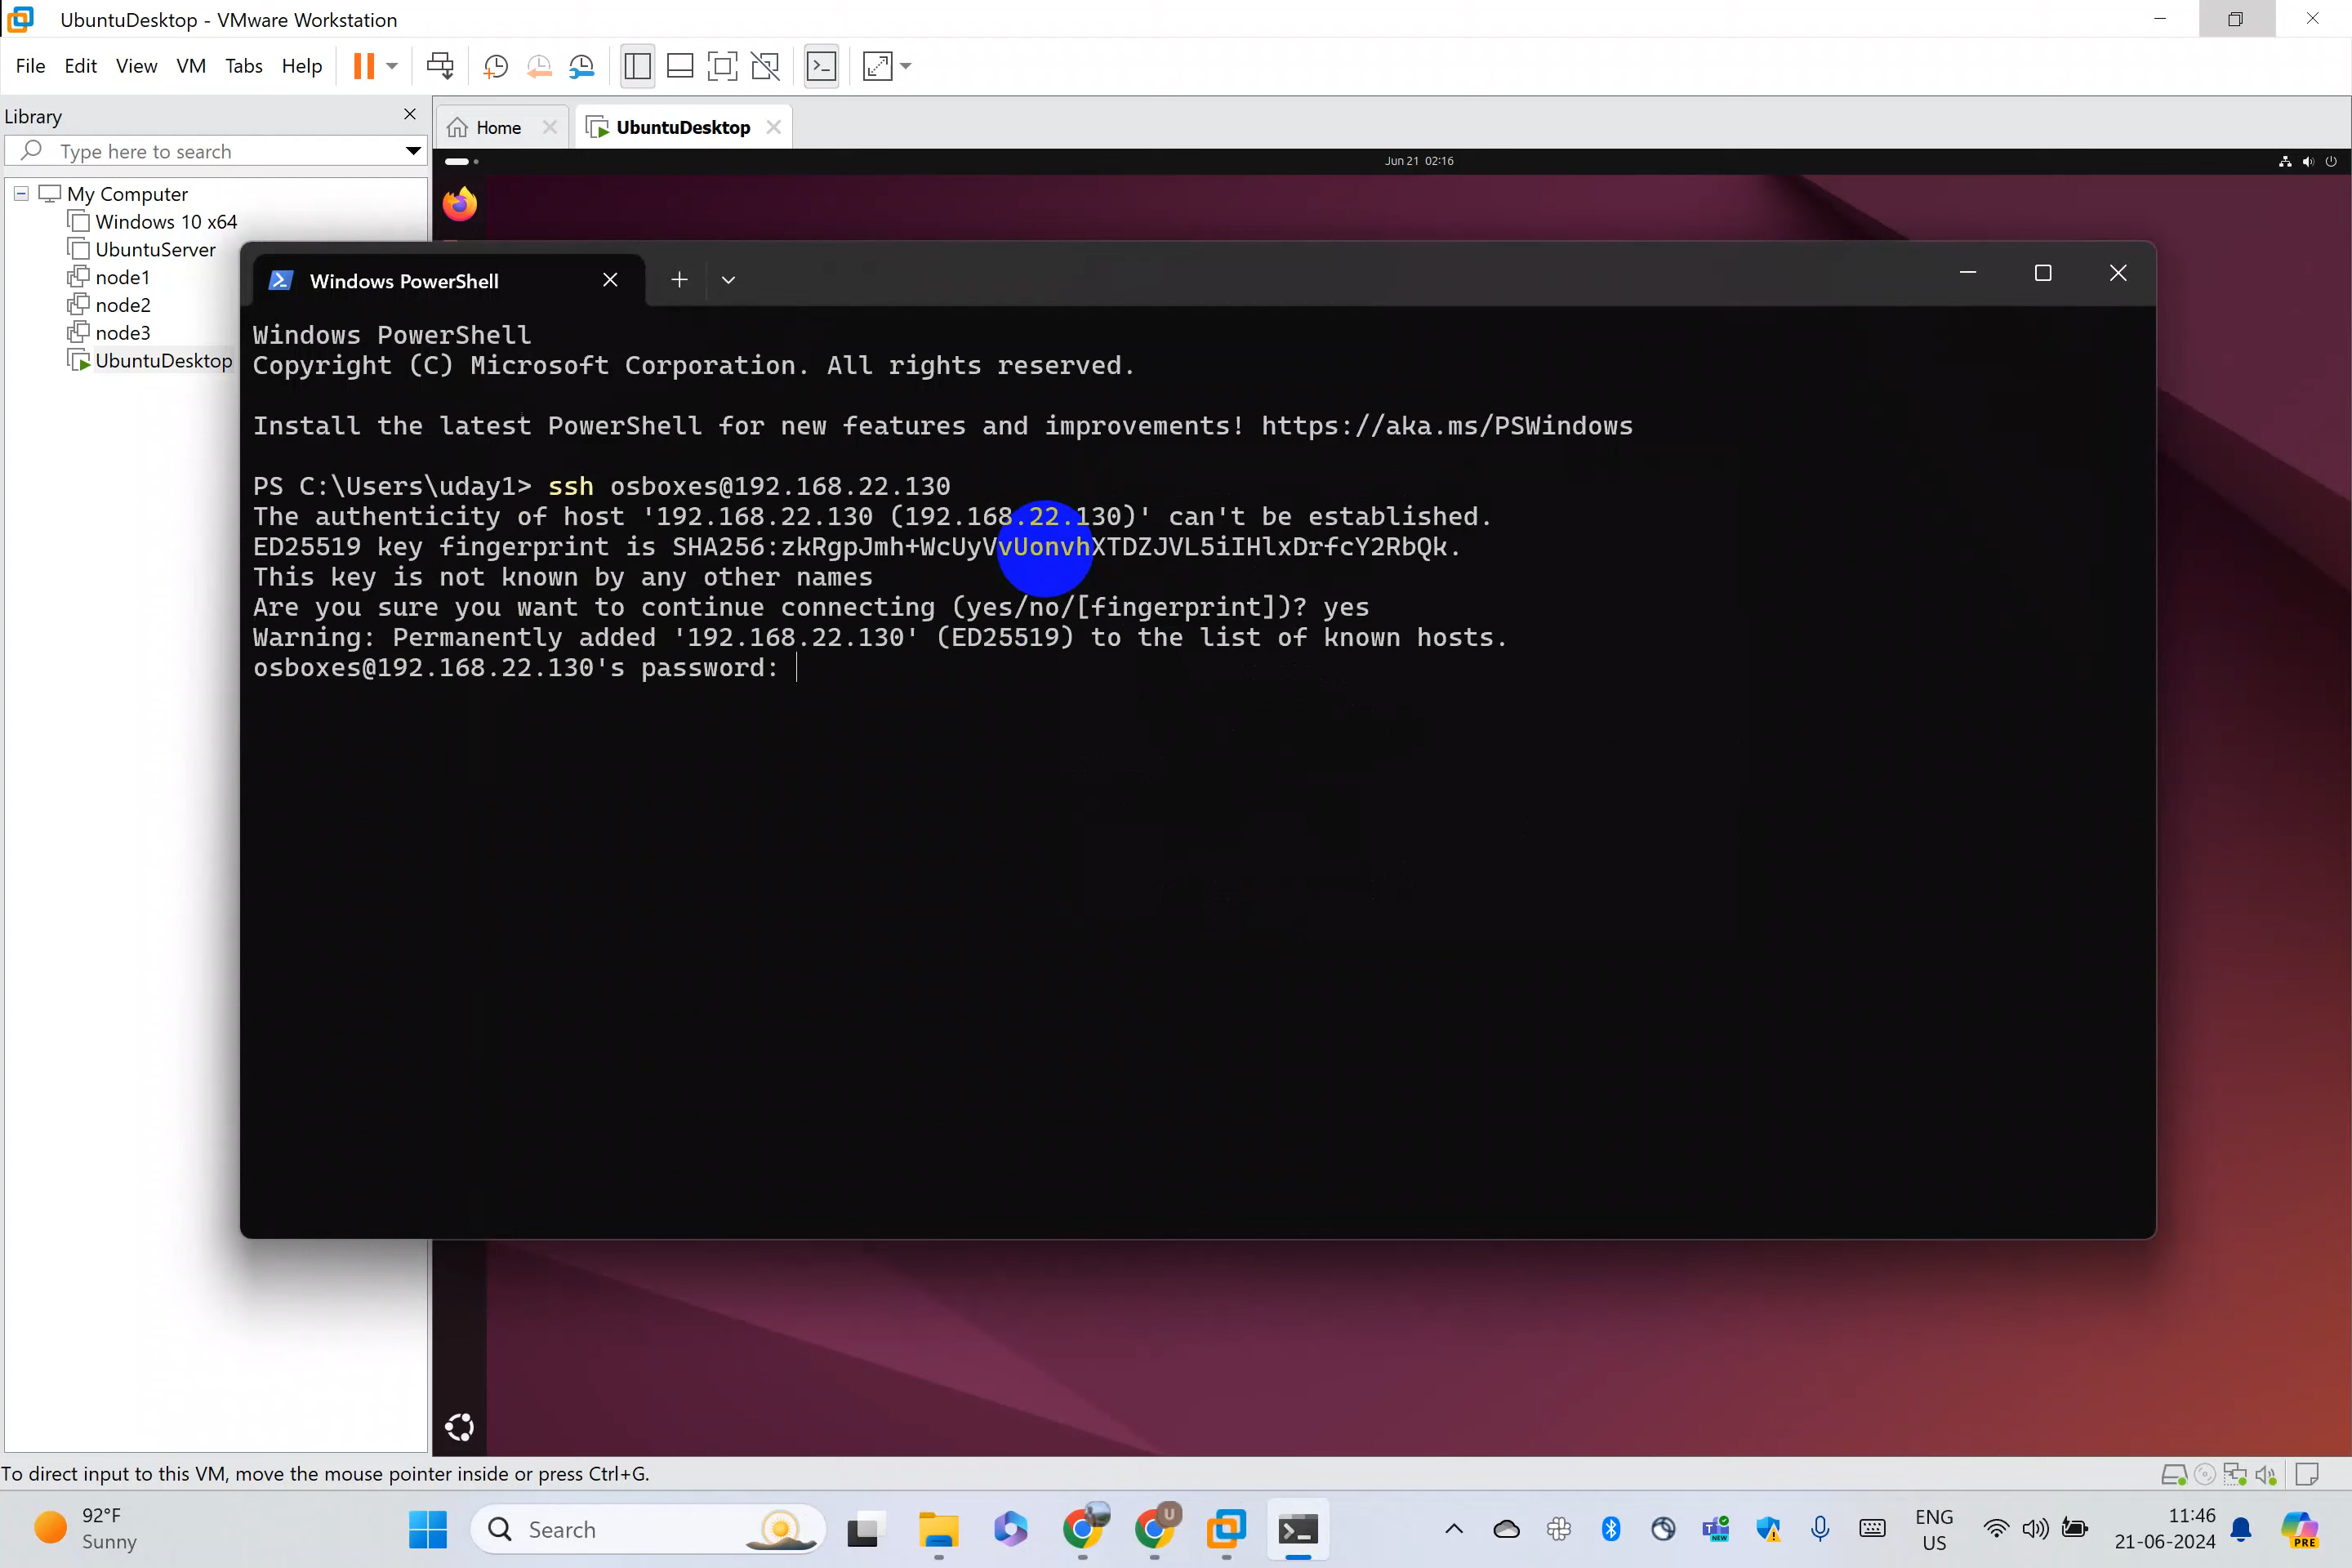 UbuntuDesktop - VMware Workstation
File Edit View VM Tabs Help
Library
Type here to search
My Computer
Windows 10 x64
UbuntuServer
node1
node2
node3
UbuntuDesktop
Home
UbuntuDesktop
Jun 21 02:16
Windows PowerShell
Windows PowerShell
Copyright (C) Microsoft Corporation. All rights reserved.
Install the latest PowerShell for new features and improvements! https://aka.ms/PSWindows
PS C:\Users\uday1> ssh osboxes@192.168.22.130
The authenticity of host '192.168.22.130 (192.168.22.130)' can't be established.
ED25519 key fingerprint is SHA256:zkRgpJmh+WcUyVvUonvhXTDZJVL5iIHlxDrfcY2RbQk.
This key is not known by any other names
Are you sure you want to continue connecting (yes/no/[fingerprint])? yes
Warning: Permanently added '192.168.22.130' (ED25519) to the list of known hosts.
osboxes@192.168.22.130's password:
To direct input to this VM, move the mouse pointer inside or press Ctrl+G.
92°F
Sunny
Search
U
NEW
ENG
US
11:46
21-06-2024
PRE